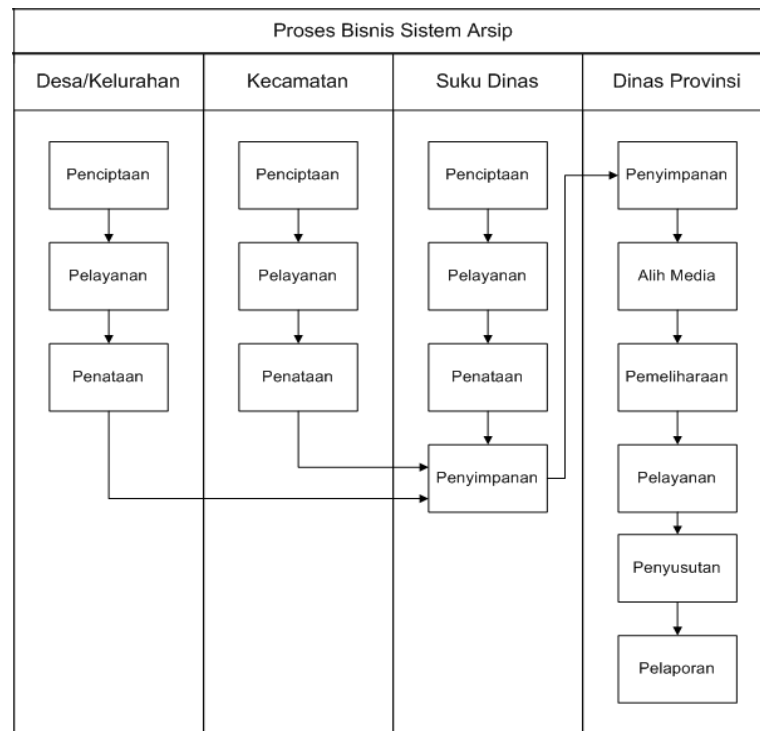 Proses Bisnis Sistem Arsip
Desa/Kelurahan
Kecamatan
Suku Dinas
Dinas Provinsi
Penciptaan
Pelayanan
Penataan
Penciptaan
Pelayanan
Penataan
Penciptaan
Pelayanan
Penataan
Penyimpanan
Penyimpanan
Alih Media
Pemeliharaan
Pelayanan
Penyusutan
Pelaporan